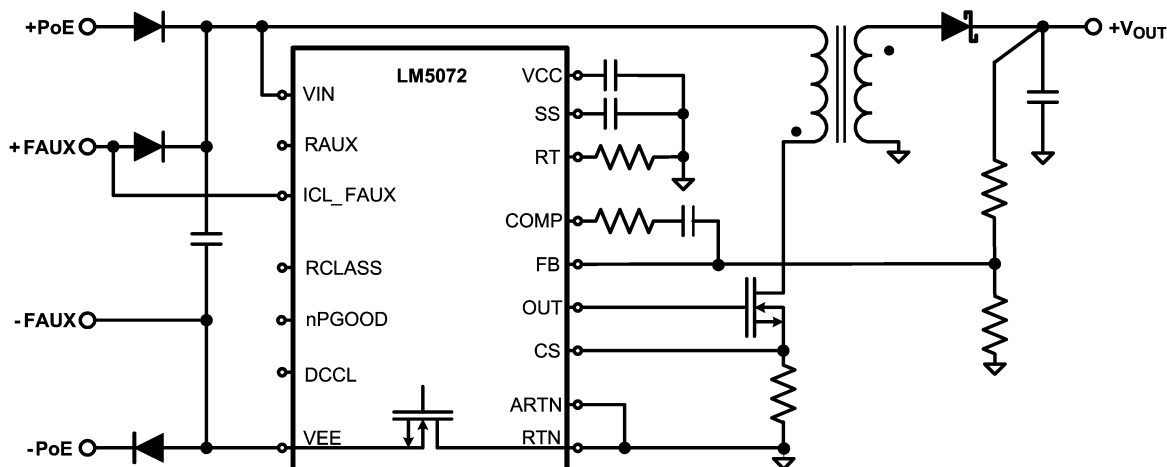 +PoE
+VOUT
LM5072
VCC
VIN
SS
+FAUX
RAUX
RT
ICL_FAUX
COMP
RCLASS
FB
-FAUX
nPGOOD
OUT
CS
DCCL
ARTN
-PoE
VEE
RTN